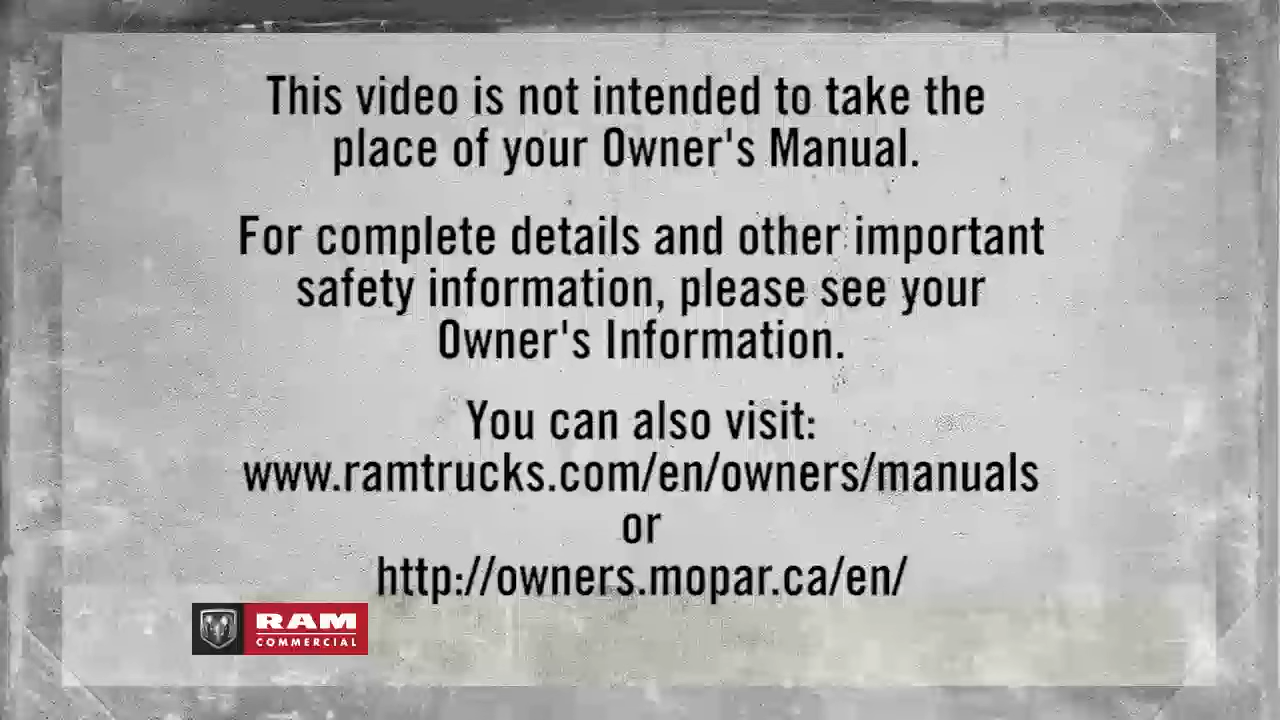 This video is not intended to take the
place of your Owner's Manual.
For complete details and other important
safety information, please see your
Owner's Information.
You can also visit:
www.ramtrucks.com/en/owners/manuals
or
http://owners.mopar.ca/en/
RAM
COMMERCIAL